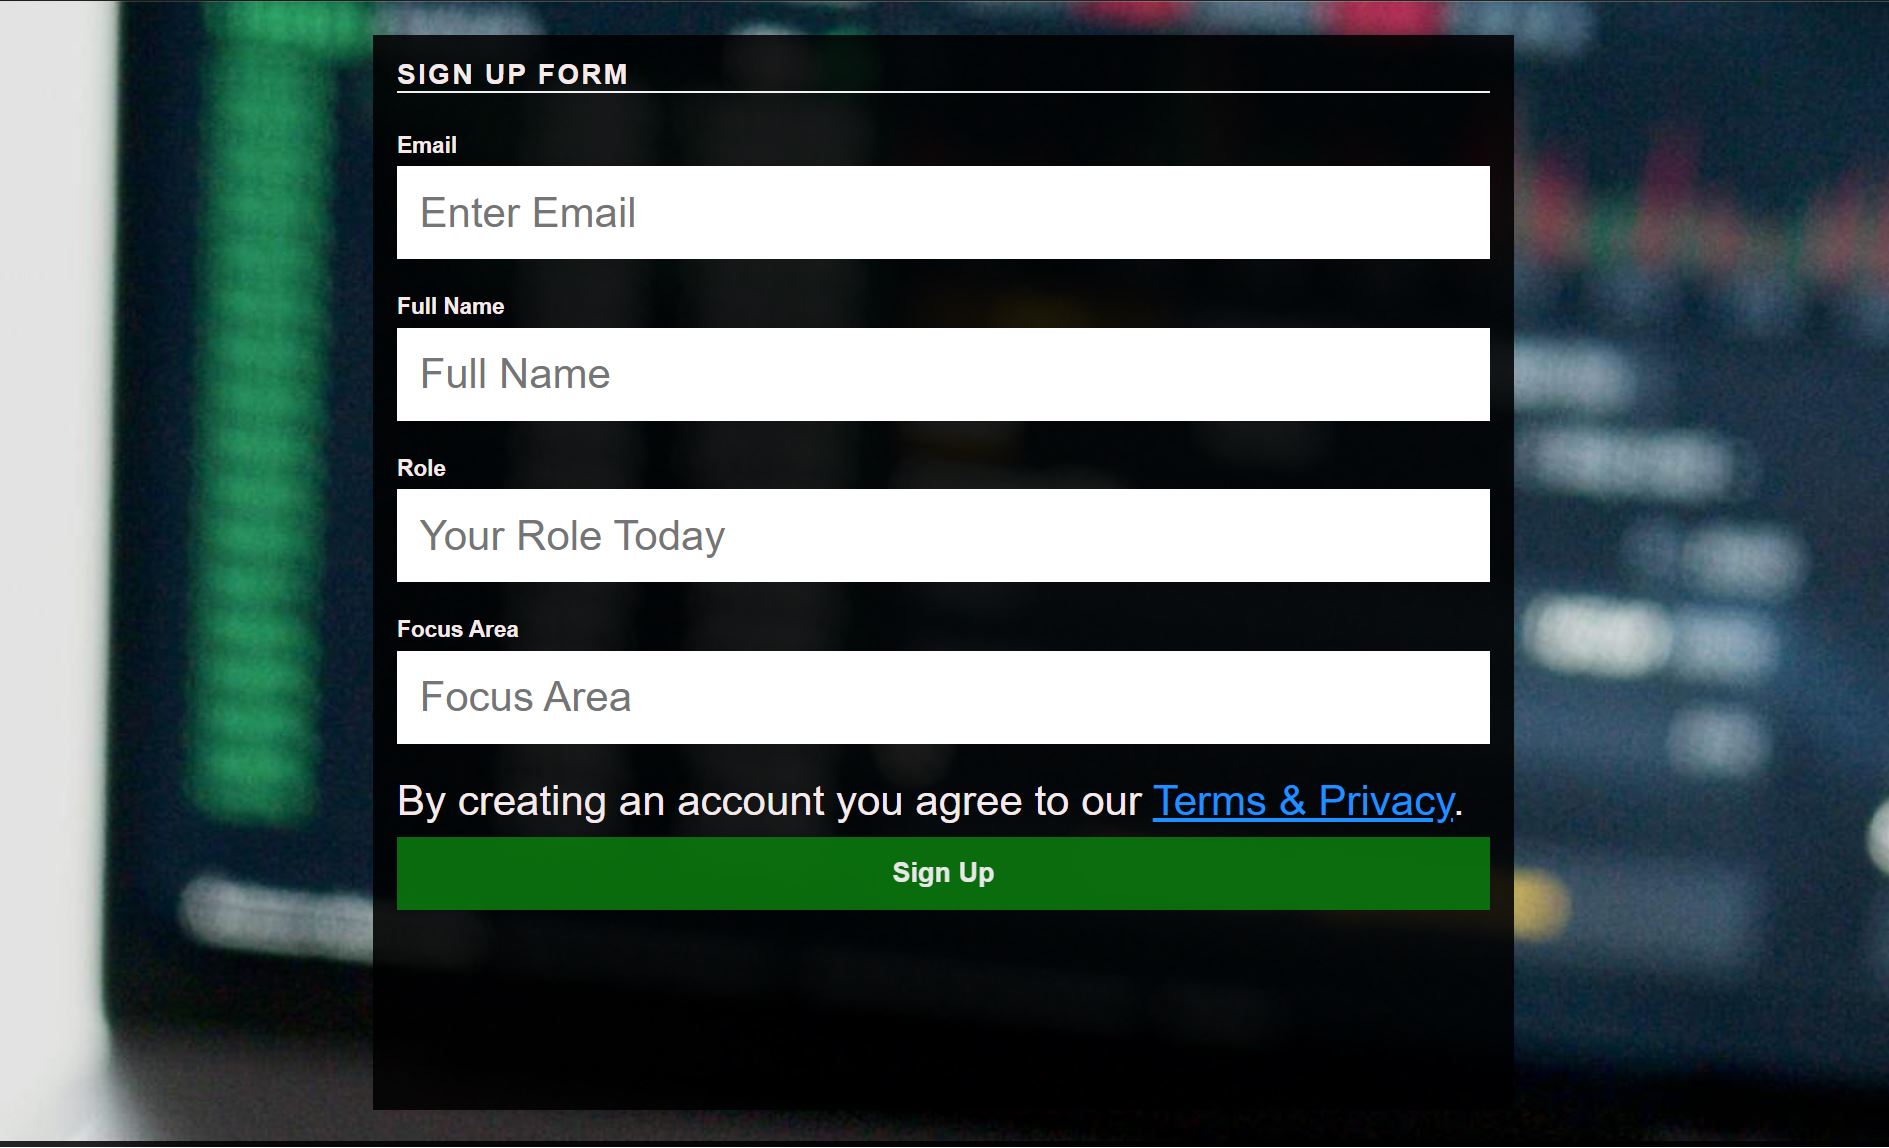 SIGN UP FORM
Email
Enter Email
Full Name
Full Name
Role
Your Role Today
Focus Area
Focus Area
By creating an account you agree to our Terms & Privacy.
Sign Up